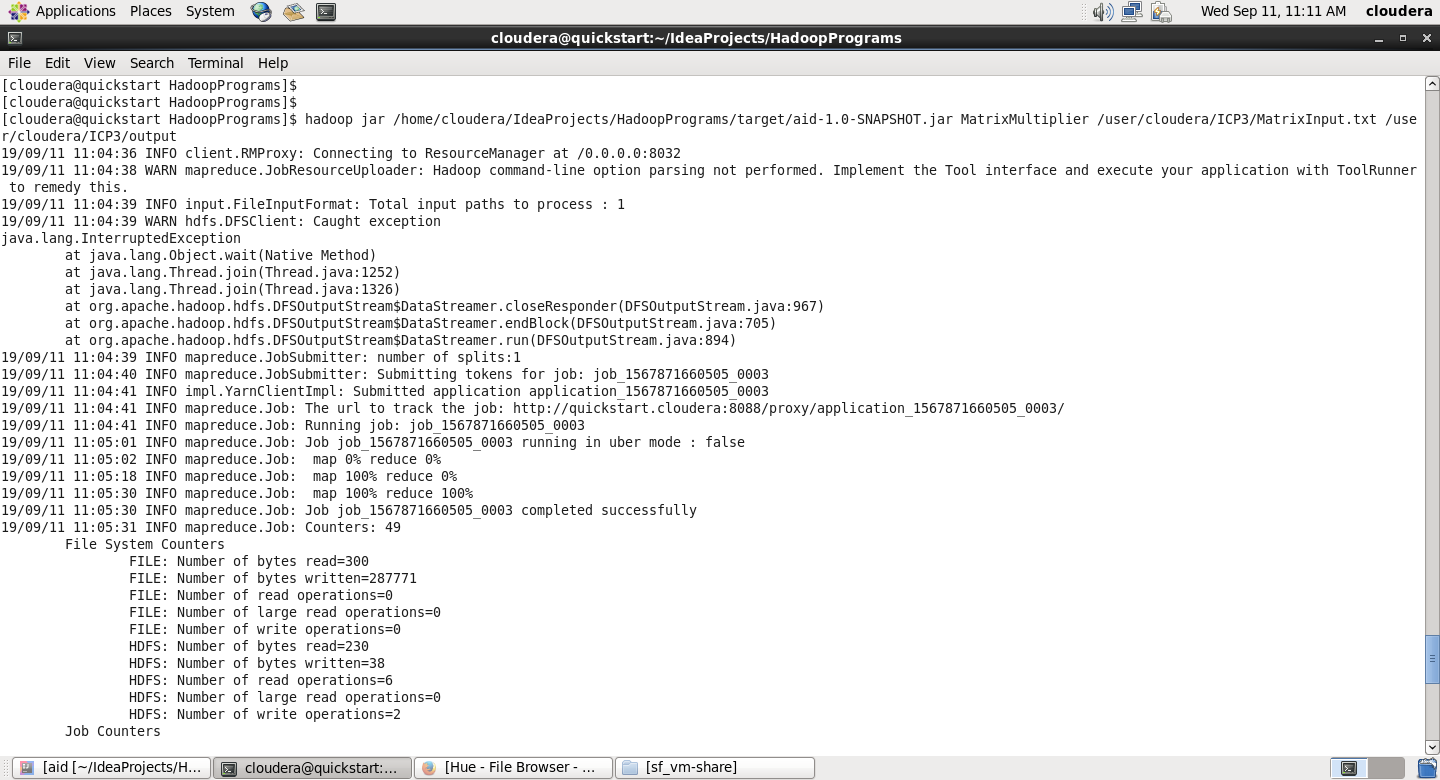 Applications Places System Wed Sep 11, 11:11 AM cloudera
cloudera@quickstart:~/IdeaProjects/HadoopPrograms
File Edit View Search Terminal Help
[cloudera@quickstart HadoopPrograms]$
[cloudera@quickstart HadoopPrograms]$
[cloudera@quickstart HadoopPrograms]$ hadoop jar /home/cloudera/IdeaProjects/HadoopPrograms/target/aid-1.0-SNAPSHOT.jar MatrixMultiplier /user/cloudera/ICP3/MatrixInput.txt /use
r/cloudera/ICP3/output
19/09/11 11:04:36 INFO client.RMProxy: Connecting to ResourceManager at /0.0.0.0:8032
19/09/11 11:04:38 WARN mapreduce.JobResourceUploader: Hadoop command-line option parsing not performed. Implement the Tool interface and execute your application with ToolRunner
 to remedy this.
19/09/11 11:04:39 INFO input.FileInputFormat: Total input paths to process : 1
19/09/11 11:04:39 WARN hdfs.DFSClient: Caught exception
java.lang.InterruptedException
        at java.lang.Object.wait(Native Method)
        at java.lang.Thread.join(Thread.java:1252)
        at java.lang.Thread.join(Thread.java:1326)
        at org.apache.hadoop.hdfs.DFSOutputStream$DataStreamer.closeResponder(DFSOutputStream.java:967)
        at org.apache.hadoop.hdfs.DFSOutputStream$DataStreamer.endBlock(DFSOutputStream.java:705)
        at org.apache.hadoop.hdfs.DFSOutputStream$DataStreamer.run(DFSOutputStream.java:894)
19/09/11 11:04:39 INFO mapreduce.JobSubmitter: number of splits:1
19/09/11 11:04:40 INFO mapreduce.JobSubmitter: Submitting tokens for job: job_1567871660505_0003
19/09/11 11:04:41 INFO impl.YarnClientImpl: Submitted application application_1567871660505_0003
19/09/11 11:04:41 INFO mapreduce.Job: The url to track the job: http://quickstart.cloudera:8088/proxy/application_1567871660505_0003/
19/09/11 11:04:41 INFO mapreduce.Job: Running job: job_1567871660505_0003
19/09/11 11:05:01 INFO mapreduce.Job: Job job_1567871660505_0003 running in uber mode : false
19/09/11 11:05:02 INFO mapreduce.Job:  map 0% reduce 0%
19/09/11 11:05:18 INFO mapreduce.Job:  map 100% reduce 0%
19/09/11 11:05:30 INFO mapreduce.Job:  map 100% reduce 100%
19/09/11 11:05:30 INFO mapreduce.Job: Job job_1567871660505_0003 completed successfully
19/09/11 11:05:31 INFO mapreduce.Job: Counters: 49
        File System Counters
                FILE: Number of bytes read=300
                FILE: Number of bytes written=287771
                FILE: Number of read operations=0
                FILE: Number of large read operations=0
                FILE: Number of write operations=0
                HDFS: Number of bytes read=230
                HDFS: Number of bytes written=38
                HDFS: Number of read operations=6
                HDFS: Number of large read operations=0
                HDFS: Number of write operations=2
        Job Counters
[aid [~/IdeaProjects/H... cloudera@quickstart:... [Hue - File Browser - ... [sf_vm-share]